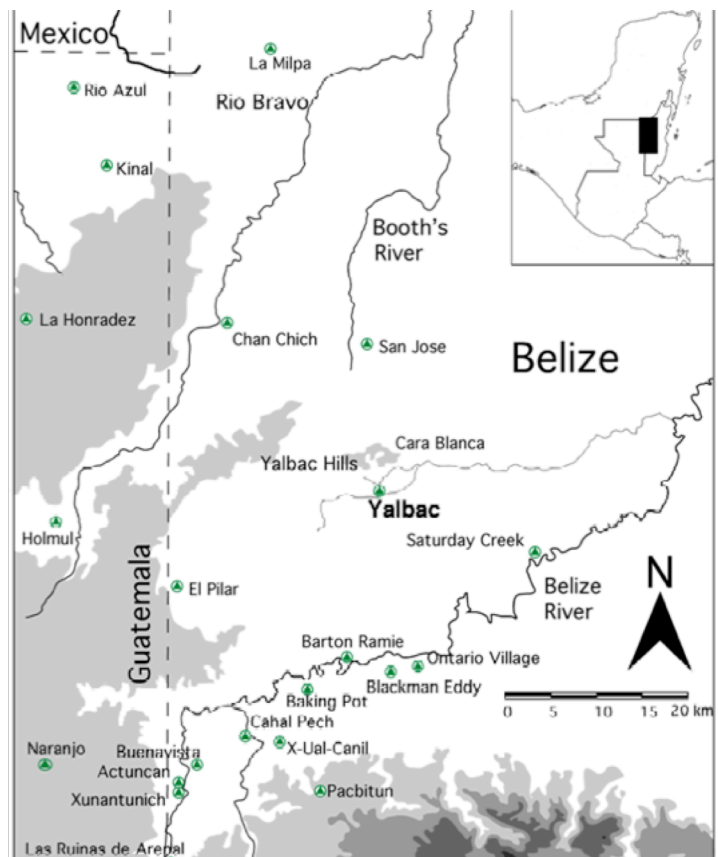 Mexico
La Milpa
Rio Azul
Rio Bravo
Kinal
Booth's
River
La Honradez
Chan Chich
San Jose
Belize
Cara Blanca
Yalbac Hills
Yalbac
Holmul
Saturday Creek
N
Guatemala
El Pilar
Belize
River
Barton Ramie
Ontario Village
Blackman Eddy
Baking Pot
0 5 10 15 20 km
Cahal Pech
Naranjo
Buenavista
X-Ual-Canil
Actuncan
Xunantunich
Pacbitun
Las Ruinas de Arenal